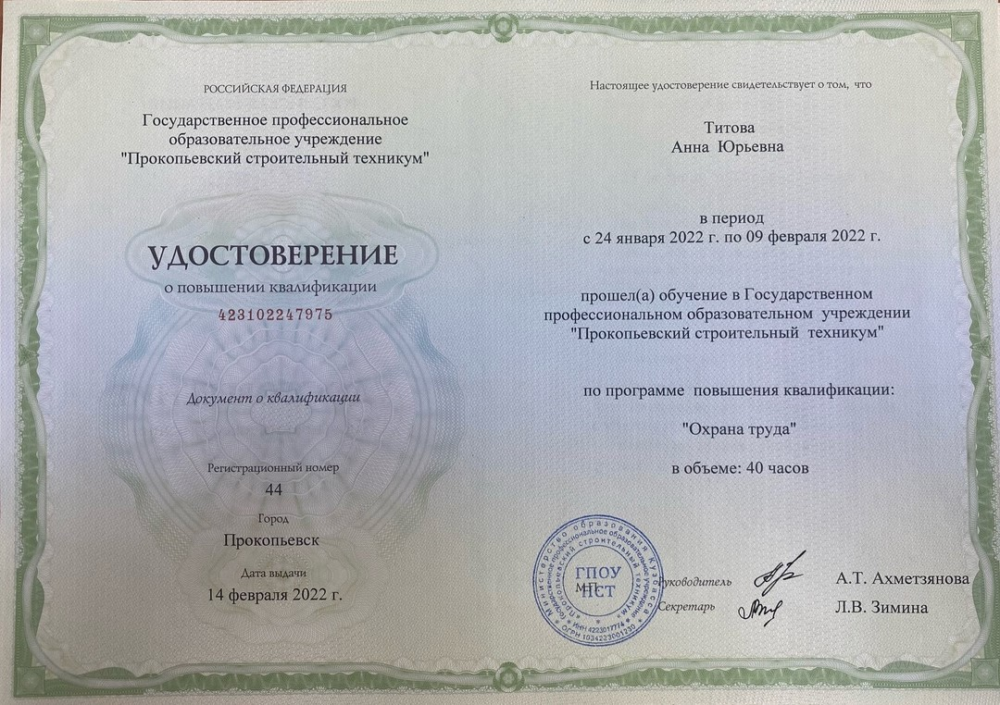 РОССИЙСКАЯ ФЕДЕРАЦИЯ
Государственное профессиональное
образовательное учреждение
"Прокопьевский строительный техникум"
УДОСТОВЕРЕНИЕ
о повышении квалификации
423102247975
Документ о квалификации
Регистрационный номер
44
Город
Прокопьевск
Дата выдачи
14 февраля 2022 г.
Настоящее удостоверение свидетельствует о том, что
Титова
Анна Юрьевна
в период
с 24 января 2022 г. по 09 февраля 2022 г.
прошел(а) обучение в Государственном
профессиональном образовательном учреждении
"Прокопьевский строительный техникум"
по программе повышения квалификации:
"Охрана труда"
в объеме: 40 часов
Министерство образования Кузбасса
Государственное профессиональное образовательное учреждение
"Прокопьевский строительный техникум"
* ИНН 4223017774 *
* ОГРН 1034223001230 *
ГПОУ
ПСТ
М.П.
Руководитель
А.Т. Ахметзянова
Секретарь
Л.В. Зимина